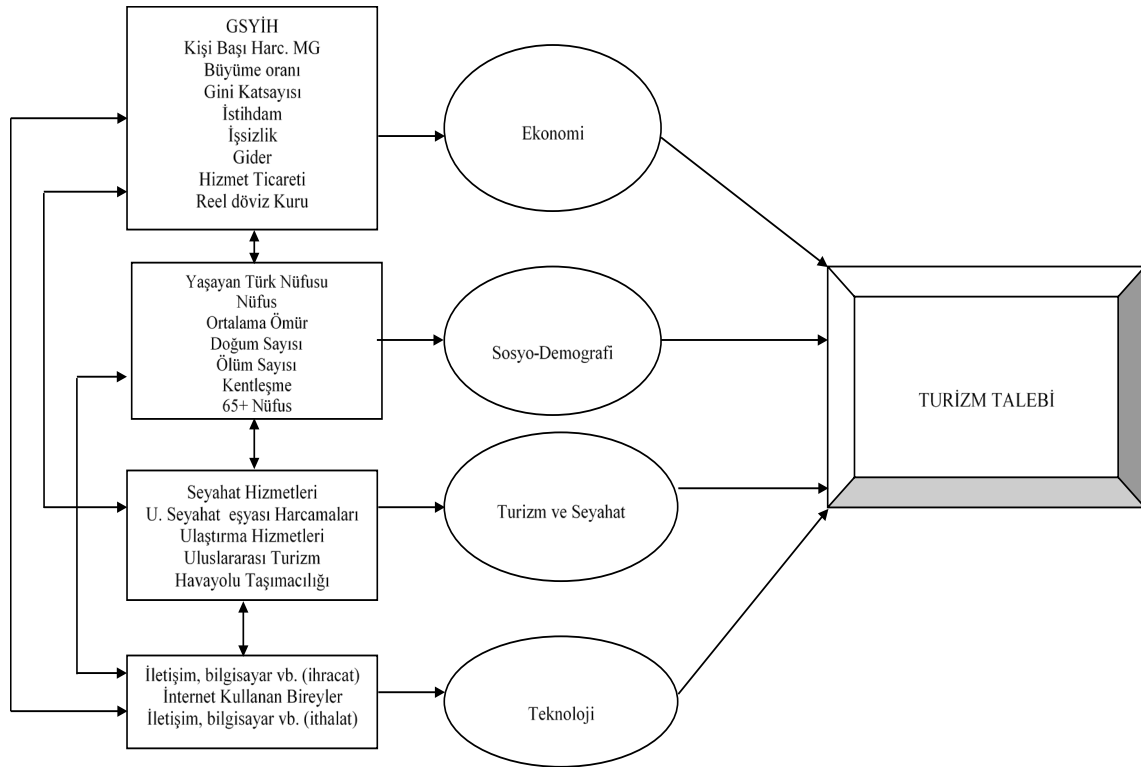 GSYİH
Kişi Başı Harc. MG
Büyüme oranı
Gini Katsayısı
İstihdam
İşsizlik
Gider
Hizmet Ticareti
Reel döviz Kuru
Ekonomi
Yaşayan Türk Nüfusu
Nüfus
Ortalama Ömür
Doğum Sayısı
Ölüm Sayısı
Kentleşme
65+ Nüfus
Sosyo-Demografi
Seyahat Hizmetleri
U. Seyahat eşyası Harcamaları
Ulaştırma Hizmetleri
Uluslararası Turizm
Havayolu Taşımacılığı
Turizm ve Seyahat
İletişim, bilgisayar vb. (ihracat)
İnternet Kullanan Bireyler
İletişim, bilgisayar vb. (ithalat)
Teknoloji
TURİZM TALEBİ